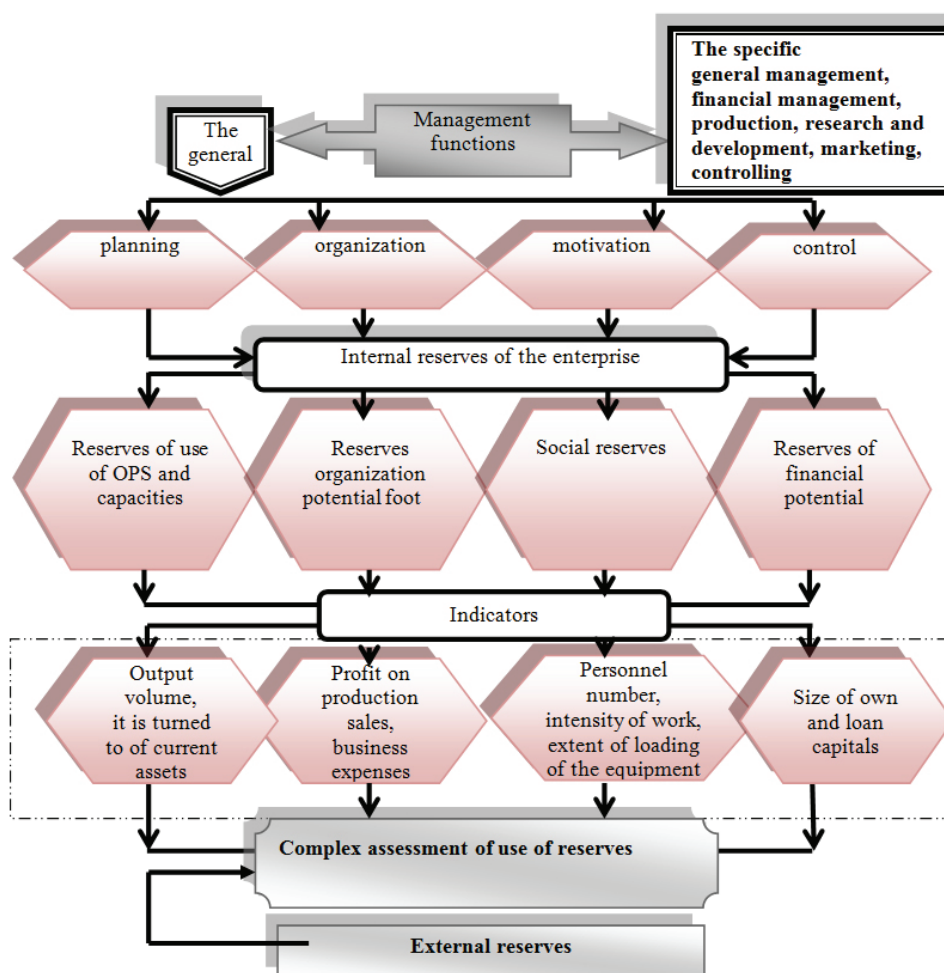 The specific
general management,
financial management,
production, research and
development, marketing,
controlling
The
general
Management
functions
planning
organization
motivation
control
Internal reserves of the enterprise
Reserves of use
of OPS and
capacities
Reserves
organization
potential foot
Social reserves
Reserves of
financial
potential
Indicators
Output
volume,
it is turned
to of current
assets
Profit on
production
sales,
business
expenses
Personnel
number,
intensity of work,
extent of loading
of the equipment
Size of own
and loan
capitals
Complex assessment of use of reserves
External reserves